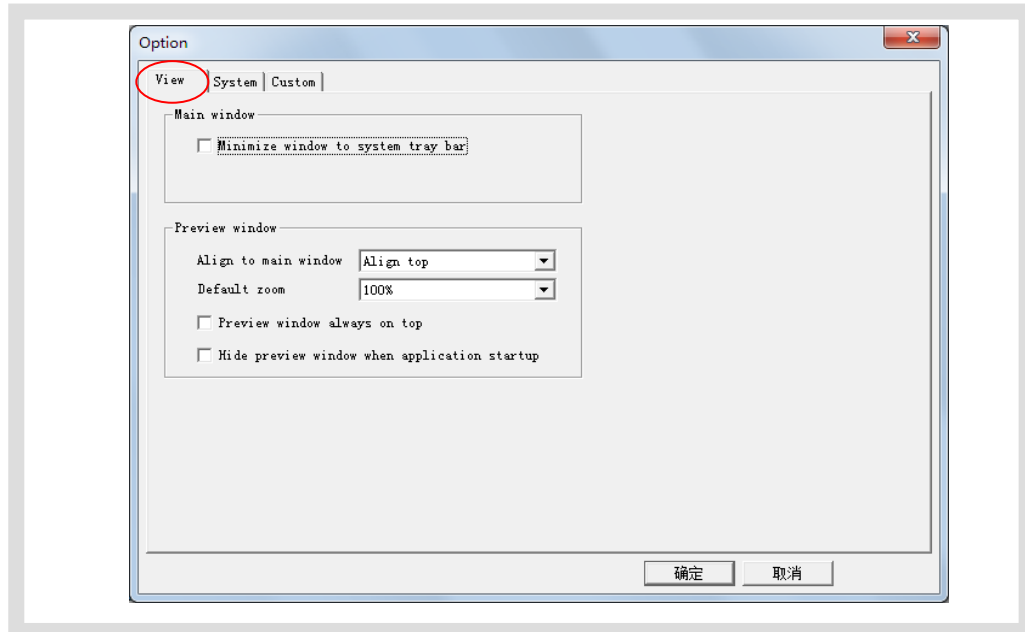 Option
View System Custom
Main window
Minimize window to system tray bar
Preview window
Align to main window Align top
Default zoom 100%
Preview window always on top
Hide preview window when application startup
确定 取消